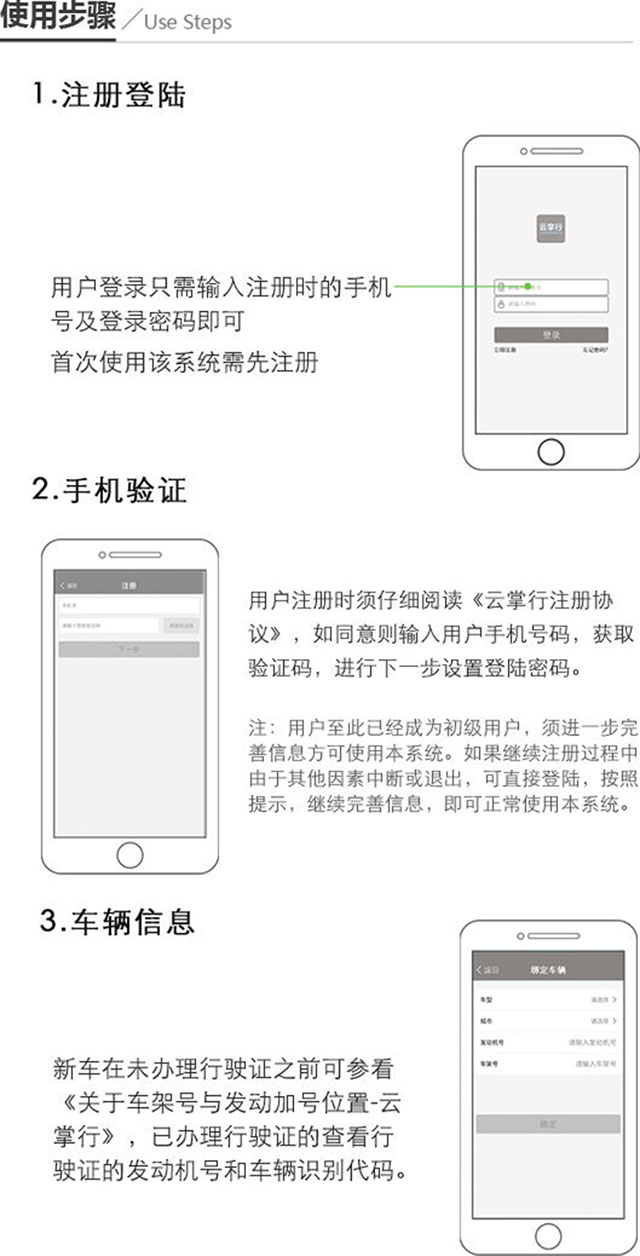 使用步骤 ／Use Steps
1.注册登陆
云掌行
用户登录只需输入注册时的手机
号及登录密码即可
首次使用该系统需先注册
请输入密码
登录
立即注册 忘记密码?
2.手机验证
返回 注册
手机号
下一步
用户注册时须仔细阅读《云掌行注册协
议》，如同意则输入用户手机号码，获取
验证码，进行下一步设置登陆密码。
注：用户至此已经成为初级用户，须进一步完
善信息方可使用本系统。如果继续注册过程中
由于其他因素中断或退出，可直接登陆，按照
提示，继续完善信息，即可正常使用本系统。
3.车辆信息
返回 绑定车辆
车型 请选择
城市 请选择
发动机号 请输入发动机号
车架号 请输入车架号
确定
新车在未办理行驶证之前可参看
《关于车架号与发动加号位置-云
掌行》，已办理行驶证的查看行
驶证的发动机号和车辆识别代码。